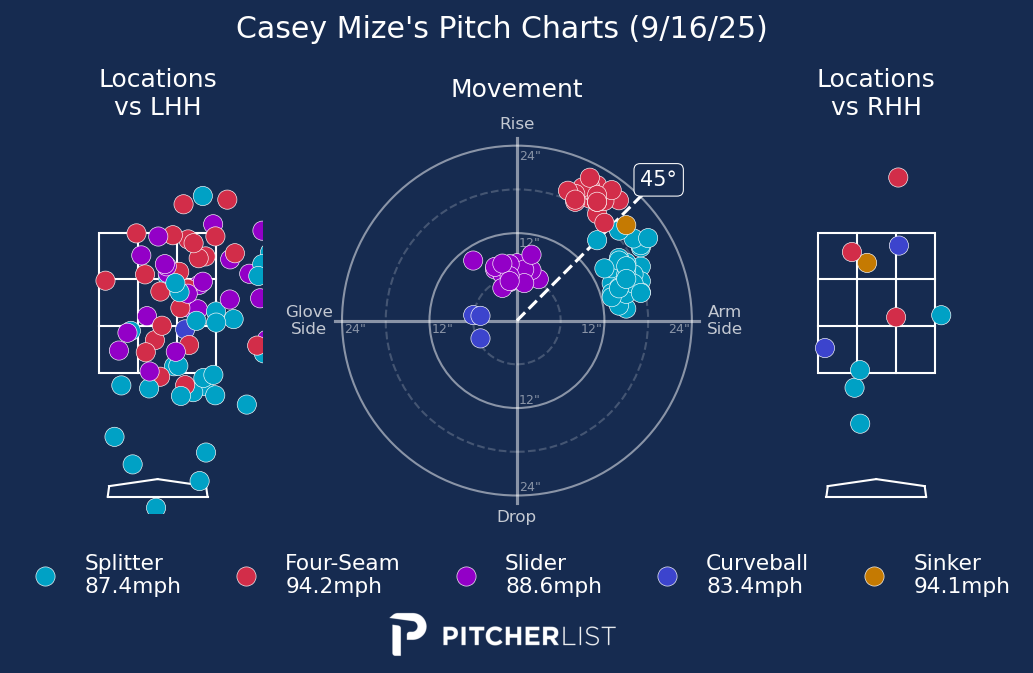 Casey Mize's Pitch Charts (9/16/25)
Locations
vs LHH
Movement
Locations
vs RHH
Rise
24"
45°
12"
Glove
Side
24"
12"
12"
24"
Arm
Side
12"
24"
Drop
Splitter
87.4mph
Four-Seam
94.2mph
Slider
88.6mph
Curveball
83.4mph
Sinker
94.1mph
PITCHERLIST